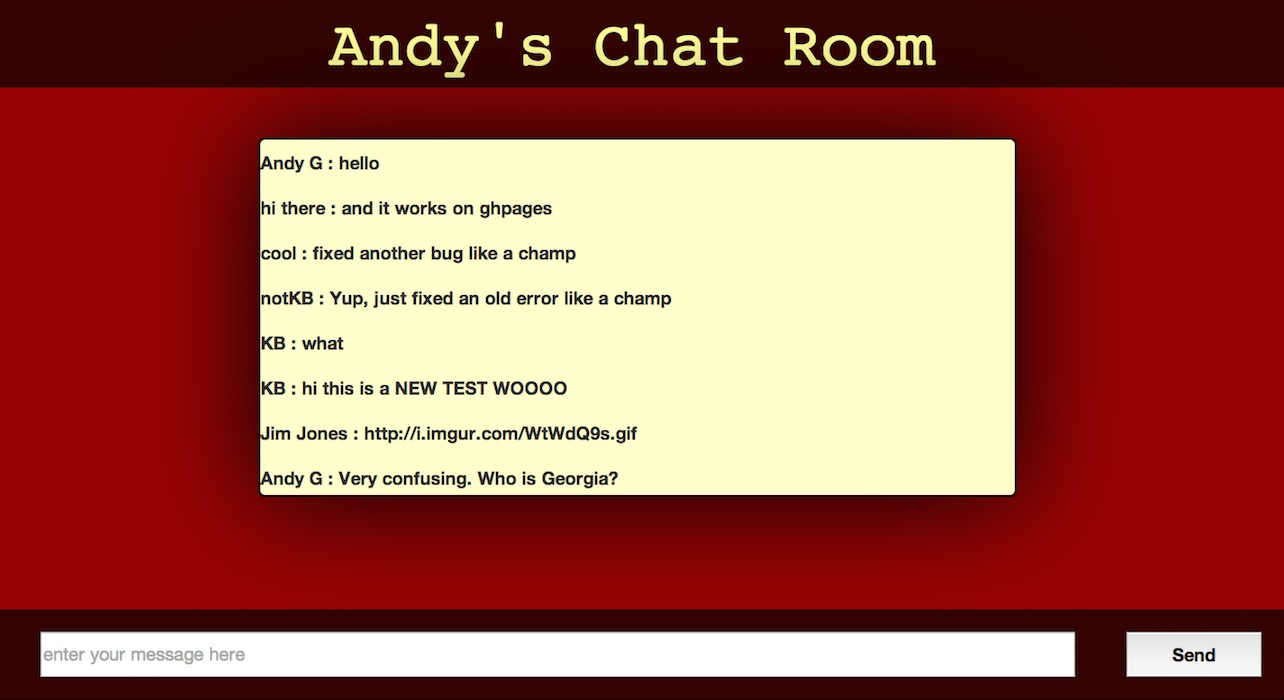 Andy's Chat Room
Andy G : hello
hi there : and it works on ghpages
cool : fixed another bug like a champ
notKB : Yup, just fixed an old error like a champ
KB : what
KB : hi this is a NEW TEST WOOOO
Jim Jones : http://i.imgur.com/WtWdQ9s.gif
Andy G : Very confusing. Who is Georgia?
enter your message here
Send